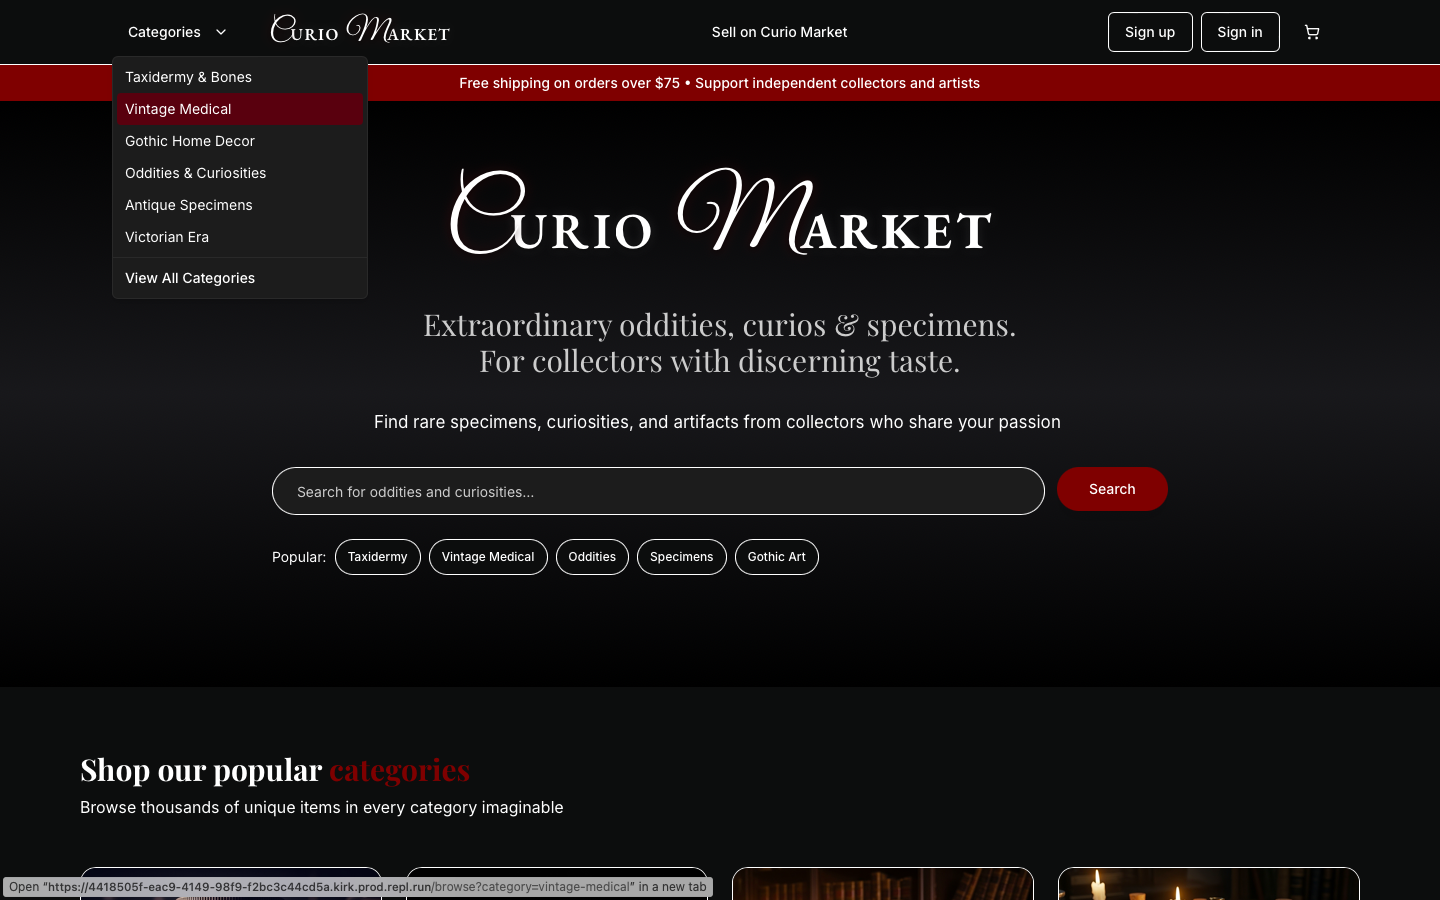 Categories
Curio Market
Sell on Curio Market
Sign up
Sign in
Free shipping on orders over $75 • Support independent collectors and artists
Taxidermy & Bones
Vintage Medical
Gothic Home Decor
Oddities & Curiosities
Antique Specimens
Victorian Era
View All Categories
Curio Market
Extraordinary oddities, curios & specimens.
For collectors with discerning taste.
Find rare specimens, curiosities, and artifacts from collectors who share your passion
Search for oddities and curiosities...
Search
Popular:
Taxidermy
Vintage Medical
Oddities
Specimens
Gothic Art
Shop our popular categories
Browse thousands of unique items in every category imaginable
Open "https://4418505f-eac9-4149-98f9-f2bc3c44cd5a.kirk.prod.repl.run/browse?category=vintage-medical" in a new tab